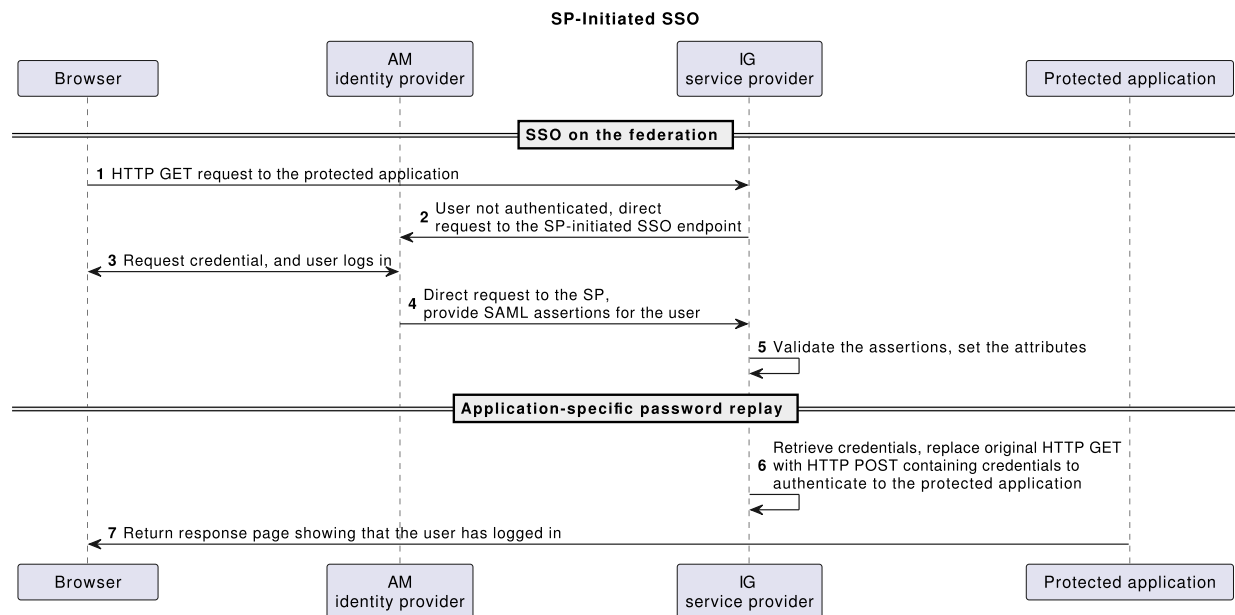 SP-Initiated SSO
Browser
AM
identity provider
IG
service provider
Protected application
SSO on the federation
1 HTTP GET request to the protected application
2 User not authenticated, direct
request to the SP-initiated SSO endpoint
3 Request credential, and user logs in
4 Direct request to the SP,
provide SAML assertions for the user
5 Validate the assertions, set the attributes
Application-specific password replay
Retrieve credentials, replace original HTTP GET
6 with HTTP POST containing credentials to
authenticate to the protected application
7 Return response page showing that the user has logged in
Browser
AM
identity provider
IG
service provider
Protected application